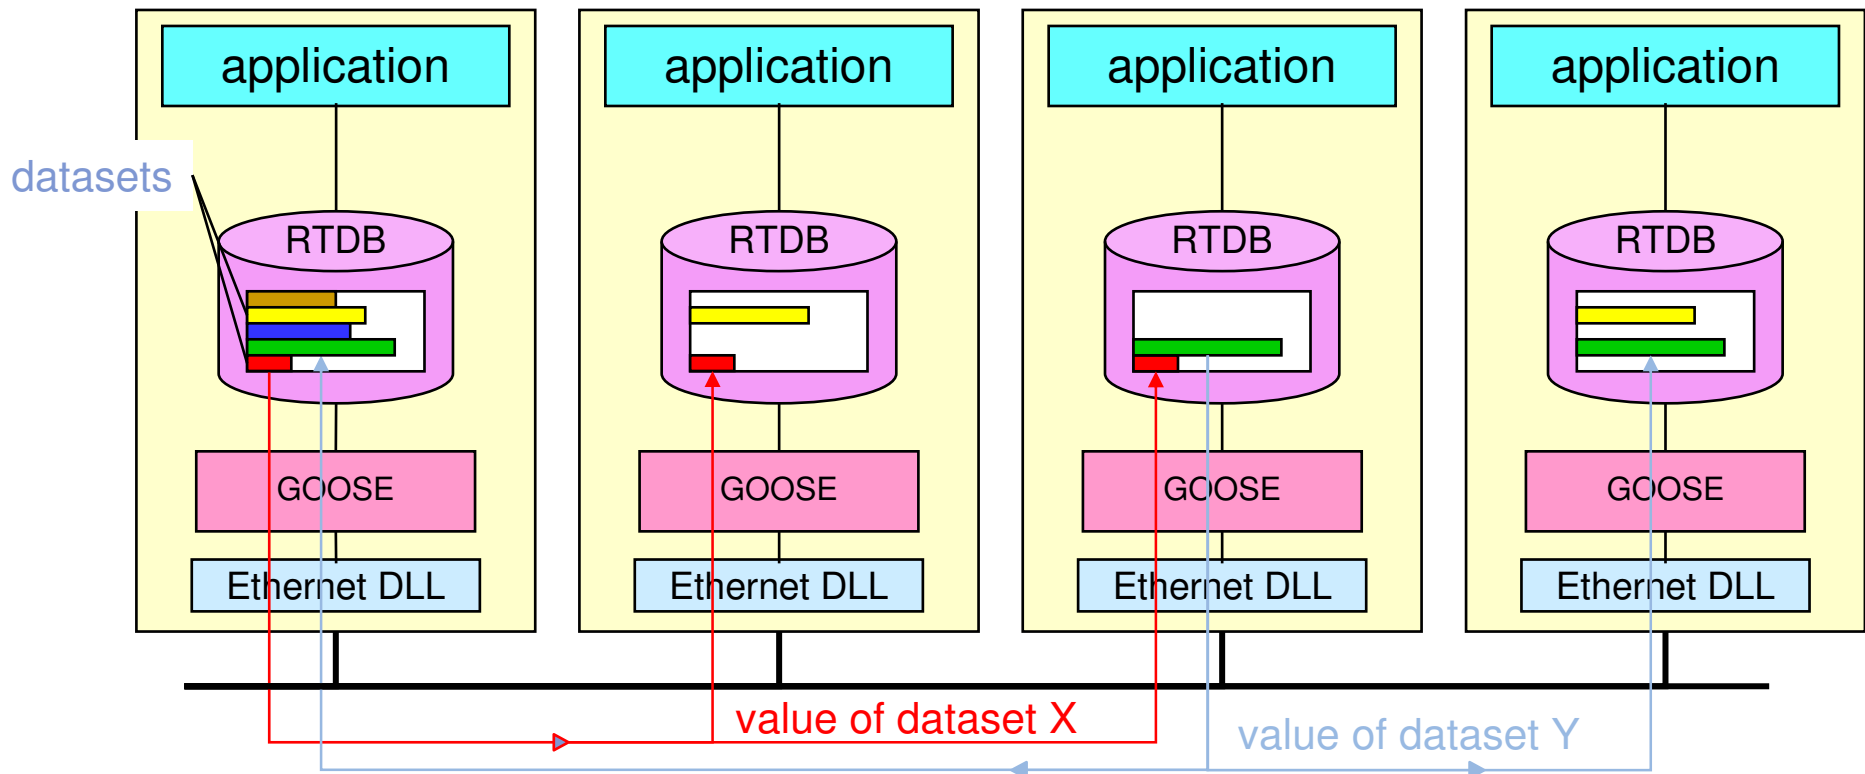 application application application application
datasets
RTDB RTDB RTDB RTDB
GOOSE GOOSE GOOSE GOOSE
Ethernet DLL Ethernet DLL Ethernet DLL Ethernet DLL
value of dataset X
value of dataset Y